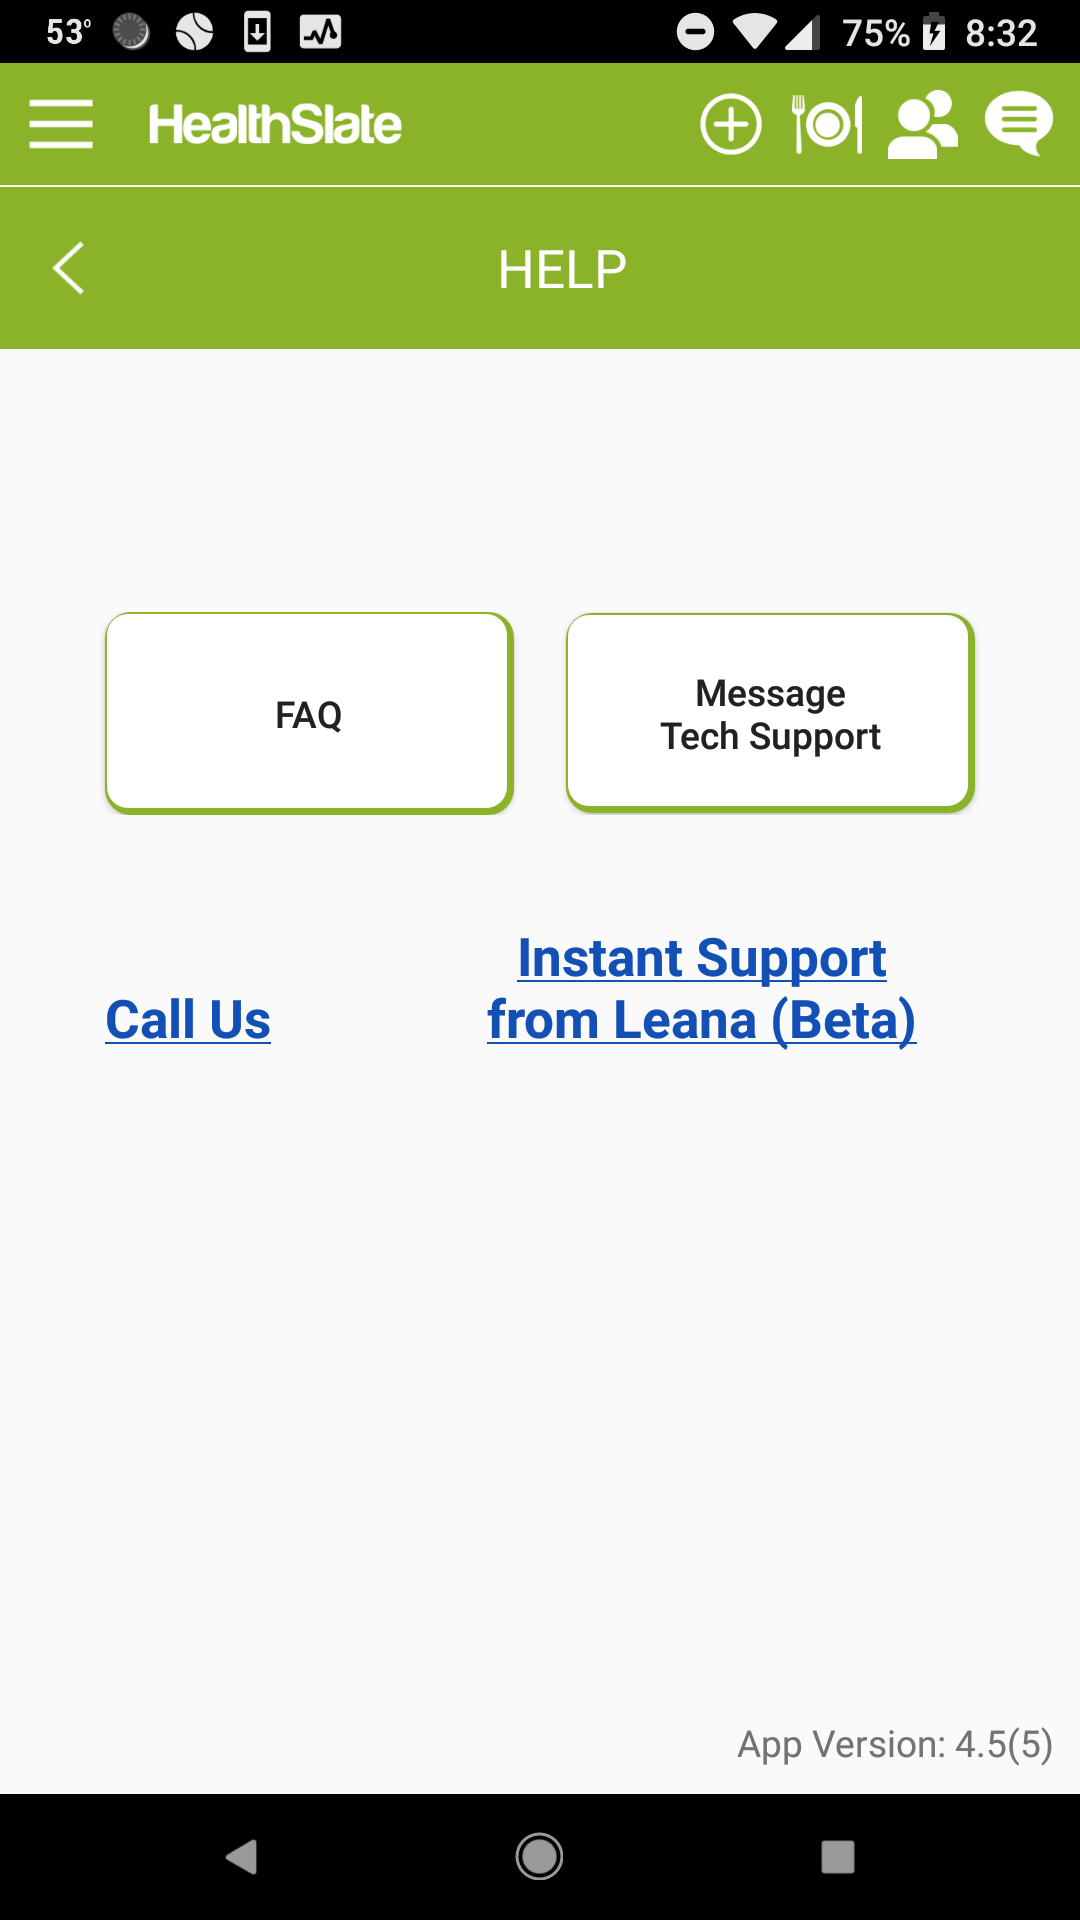 53° 75% 8:32
HealthSlate
HELP
FAQ
Message
Tech Support
Call Us
Instant Support
from Leana (Beta)
App Version: 4.5(5)